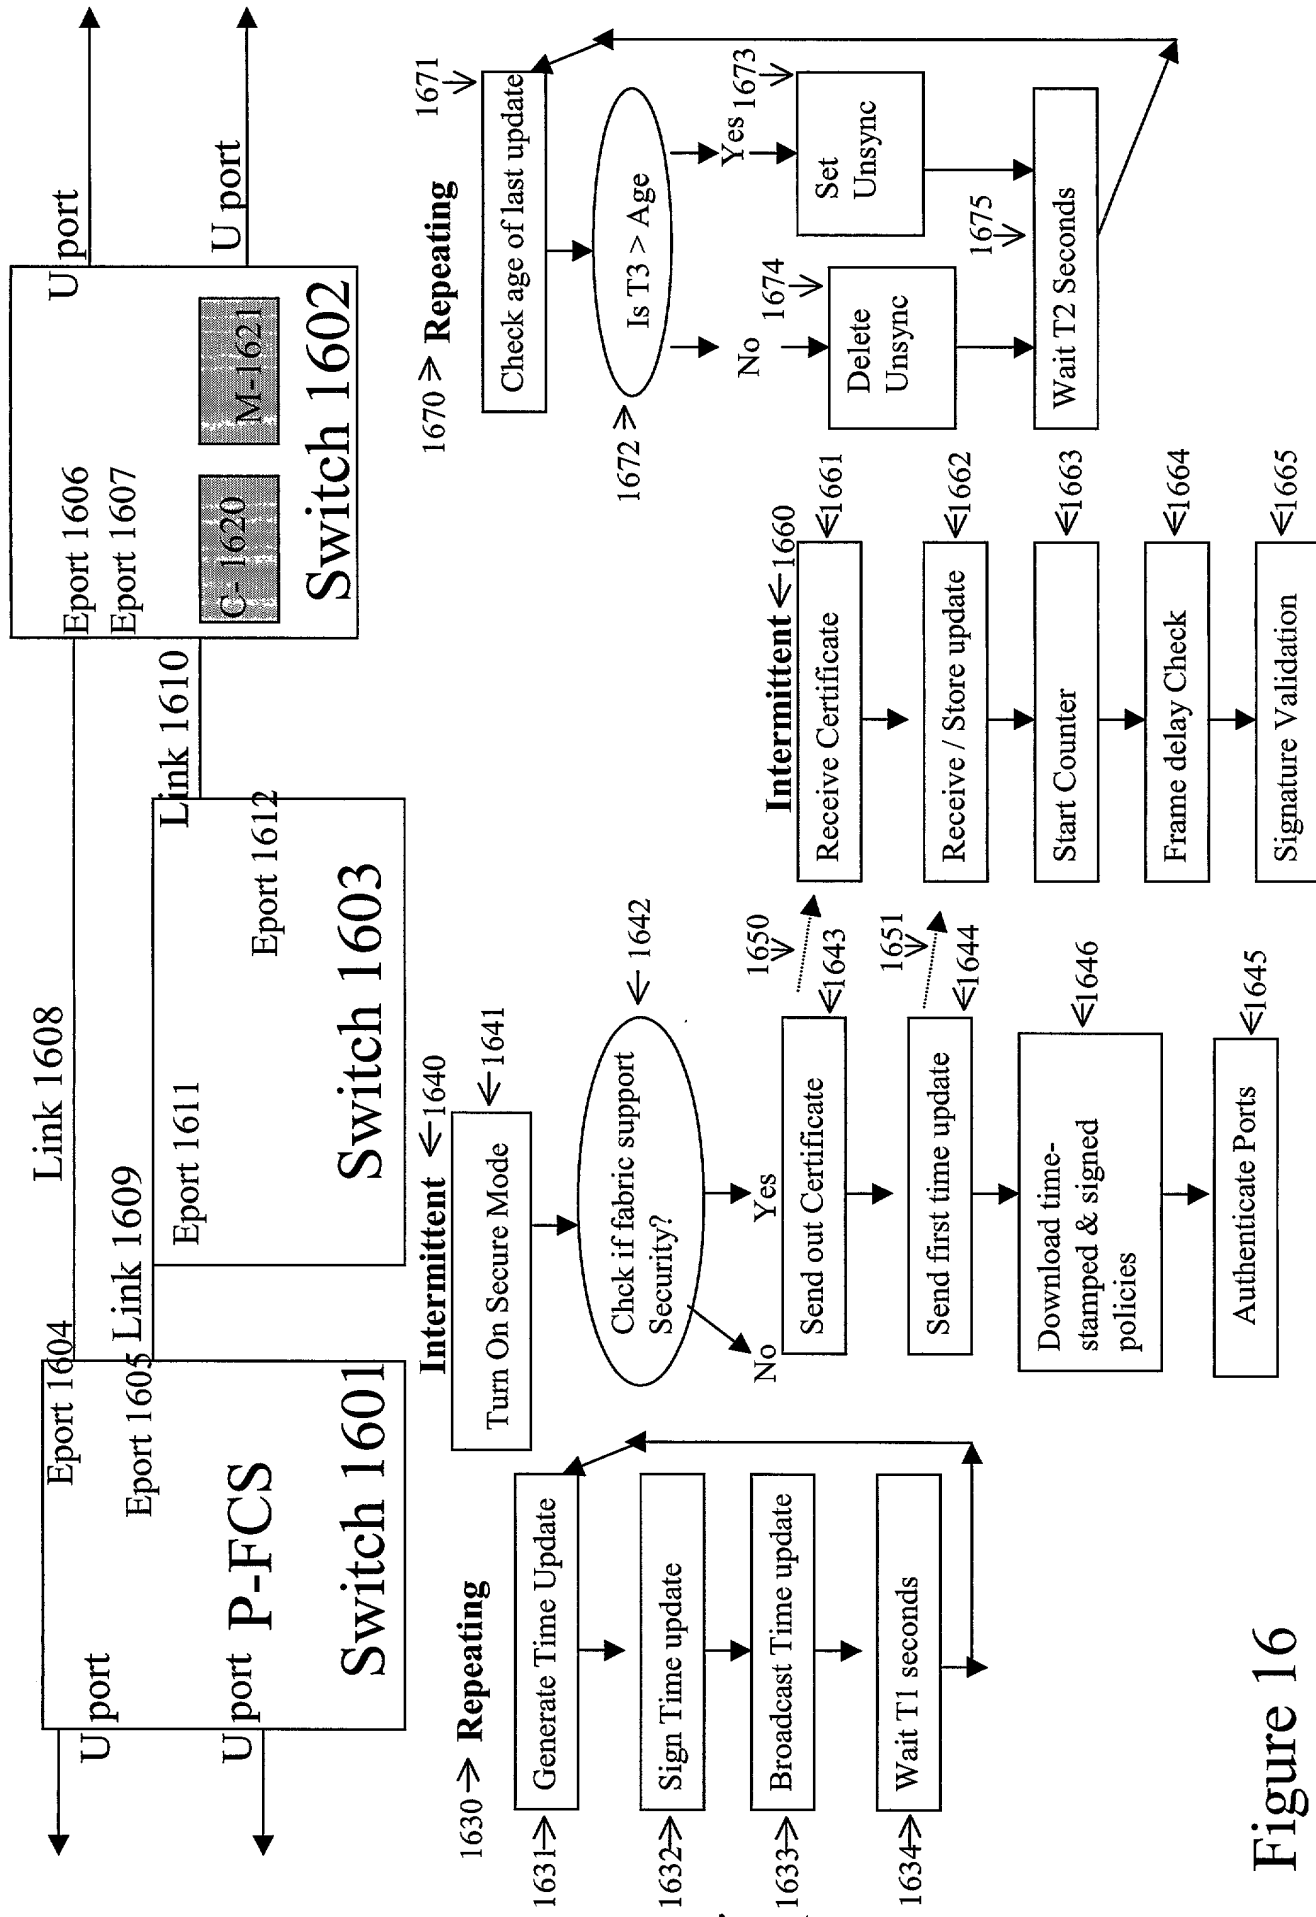 U port
U port
Eport 1604
Eport 1605
P-FCS
Switch 1601
Link 1608
Link 1609
Eport 1611
Eport 1612
Switch 1603
Link 1610
Eport 1606
Eport 1607
C- 1620
M-1621
Switch 1602
U port
U port
1630 → Repeating
1631→
Generate Time Update
1632→
Sign Time update
1633→
Broadcast Time update
1634→
Wait T1 seconds
Intermittent ←1640
Turn On Secure Mode
←1641
Chck if fabric support
Security?
← 1642
No
Yes
Send out Certificate
←1643
1650
Send first time update
←1644
1651
Download time-
stamped & signed
policies
←1646
Authenticate Ports
←1645
Intermittent ←1660
Receive Certificate
←1661
Receive / Store update
←1662
Start Counter
←1663
Frame delay Check
←1664
Signature Validation
←1665
1670 → Repeating
1671
Check age of last update
1672 →
Is T3 > Age
No
Yes
1673
1674
Delete
Unsync
Set
Unsync
1675
Wait T2 Seconds
Figure 16